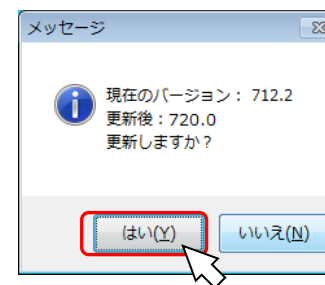 メッセージ
現在のバージョン： 712.2
更新後：720.0
更新しますか？
はい(Y)
いいえ(N)